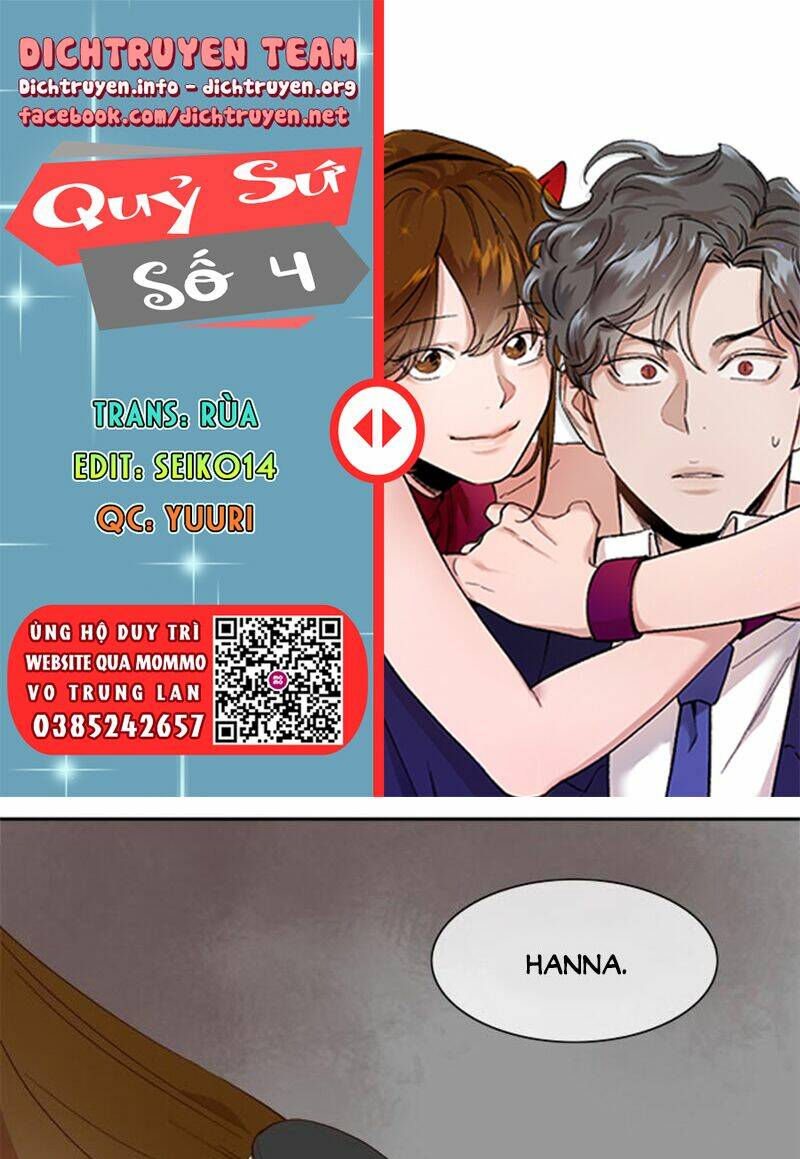 DICHTRUYEN TEAM
Dichtruyen.info - dichtruyen.org
facebook.com/dichtruyen.net
Quỷ Sứ
Số 4
TRANS: RÙA
EDIT: SEIKO14
QC: YUURI
ỦNG HỘ DUY TRÌ
WEBSITE QUA MOMMO
VO TRUNG LAN
0385242657
HANNA.